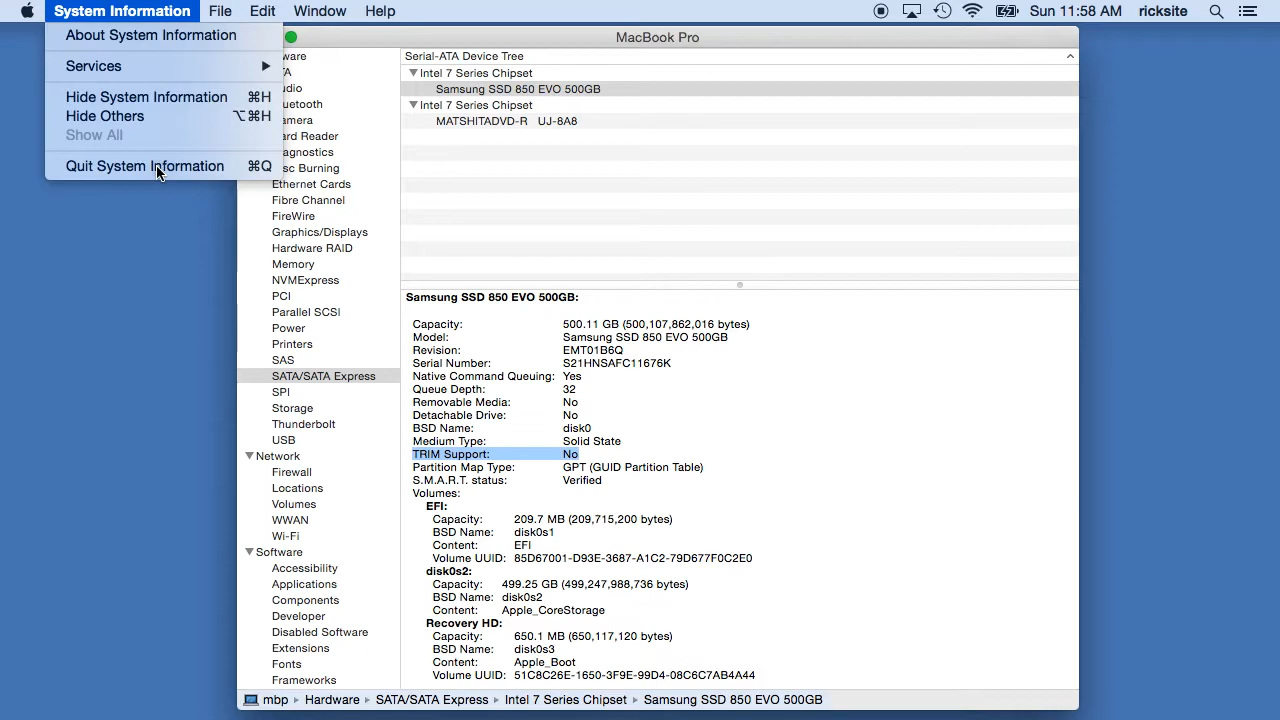 System Information File Edit Window Help Sun 11:58 AM ricksite
About System Information
Services
Hide System Information ⌘H
Hide Others ⌥⌘H
Show All
Quit System Information ⌘Q
MacBook Pro
ware
TA
udio
uetooth
amera
ard Reader
agnostics
sc Burning
Ethernet Cards
Fibre Channel
FireWire
Graphics/Displays
Hardware RAID
Memory
NVMExpress
PCI
Parallel SCSI
Power
Printers
SAS
SATA/SATA Express
SPI
Storage
Thunderbolt
USB
Network
Firewall
Locations
Volumes
WWAN
Wi-Fi
Software
Accessibility
Applications
Components
Developer
Disabled Software
Extensions
Fonts
Frameworks
Serial-ATA Device Tree
Intel 7 Series Chipset
Samsung SSD 850 EVO 500GB
Intel 7 Series Chipset
MATSHITADVD-R UJ-8A8
Samsung SSD 850 EVO 500GB:
Capacity: 500.11 GB (500,107,862,016 bytes)
Model: Samsung SSD 850 EVO 500GB
Revision: EMT01B6Q
Serial Number: S21HNSAFC11676K
Native Command Queuing: Yes
Queue Depth: 32
Removable Media: No
Detachable Drive: No
BSD Name: disk0
Medium Type: Solid State
TRIM Support: No
Partition Map Type: GPT (GUID Partition Table)
S.M.A.R.T. status: Verified
Volumes:
EFI:
Capacity: 209.7 MB (209,715,200 bytes)
BSD Name: disk0s1
Content: EFI
Volume UUID: 85D67001-D93E-3687-A1C2-79D677F0C2E0
disk0s2:
Capacity: 499.25 GB (499,247,988,736 bytes)
BSD Name: disk0s2
Content: Apple_CoreStorage
Recovery HD:
Capacity: 650.1 MB (650,117,120 bytes)
BSD Name: disk0s3
Content: Apple_Boot
Volume UUID: 51C8C26E-1650-3F9E-99D4-08C6C7AB4A44
mbp ▸ Hardware ▸ SATA/SATA Express ▸ Intel 7 Series Chipset ▸ Samsung SSD 850 EVO 500GB